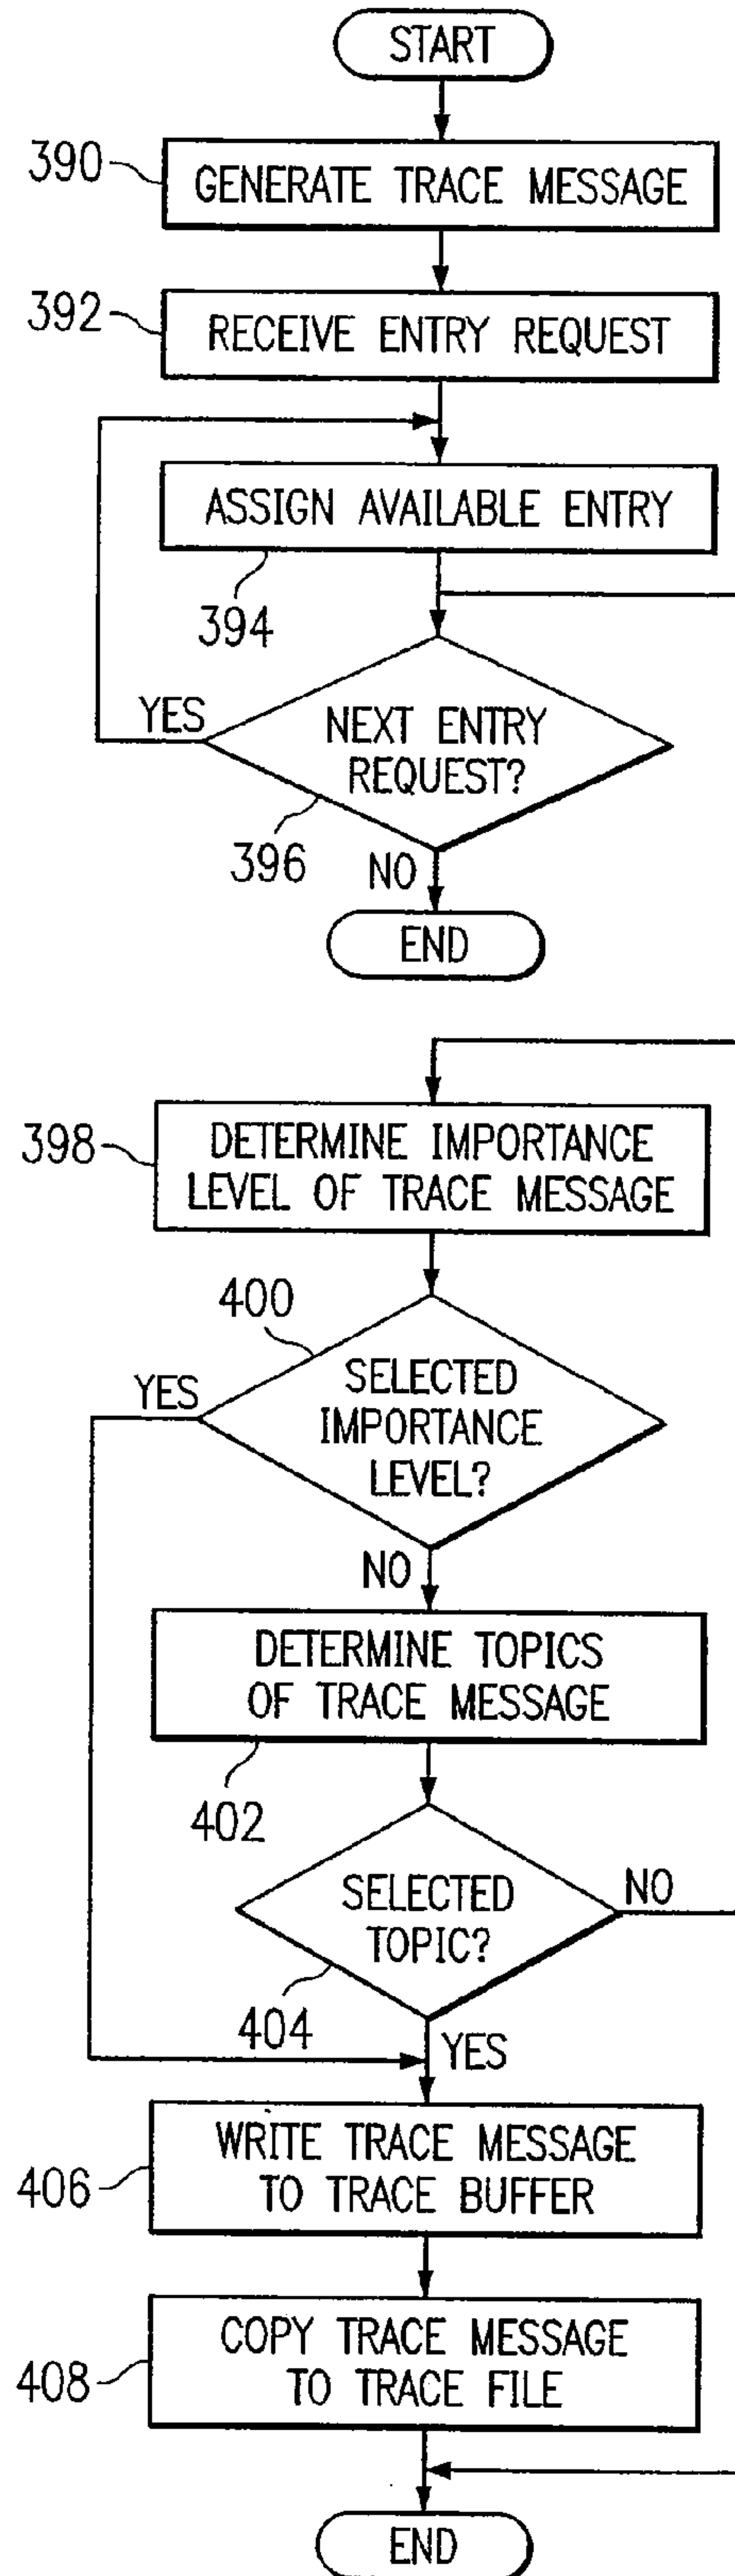 START
390
GENERATE TRACE MESSAGE
392
RECEIVE ENTRY REQUEST
ASSIGN AVAILABLE ENTRY
394
YES
NEXT ENTRY
REQUEST?
396
NO
END
398
DETERMINE IMPORTANCE
LEVEL OF TRACE MESSAGE
400
YES
SELECTED
IMPORTANCE
LEVEL?
NO
DETERMINE TOPICS
OF TRACE MESSAGE
402
SELECTED
TOPIC?
NO
404
YES
WRITE TRACE MESSAGE
TO TRACE BUFFER
406
COPY TRACE MESSAGE
TO TRACE FILE
408
END